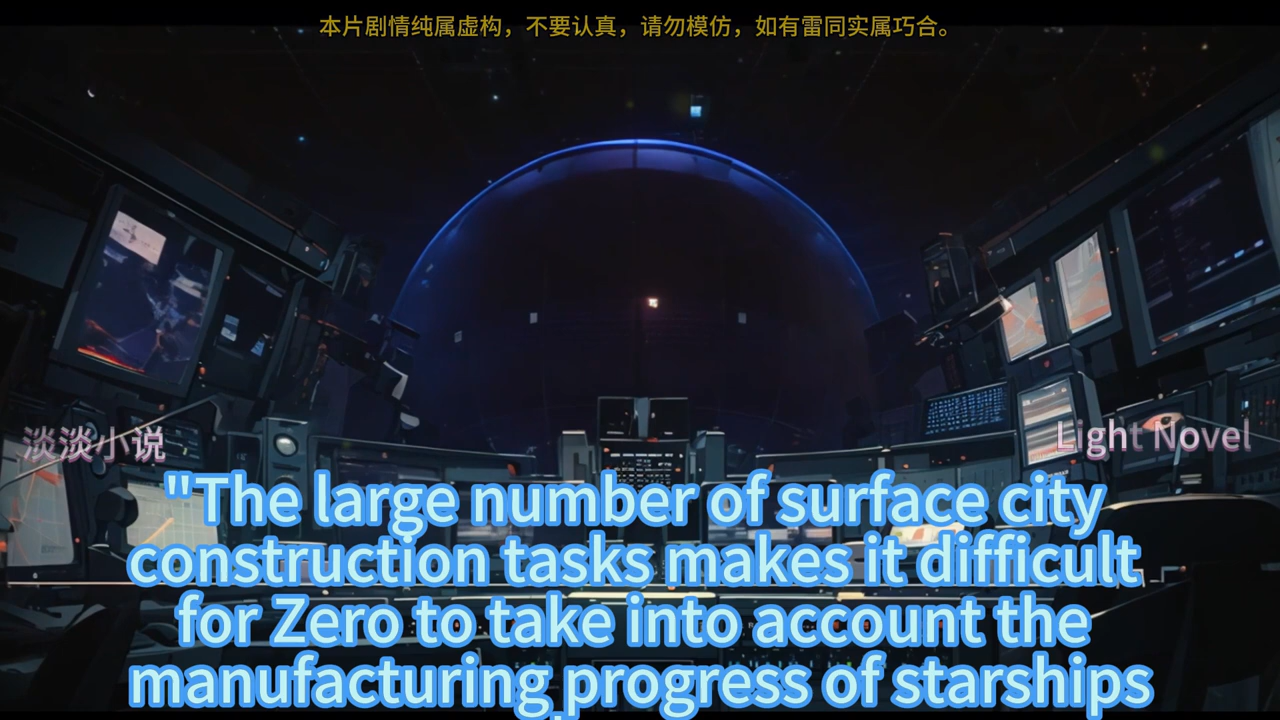 本片剧情纯属虚构，不要认真，请勿模仿，如有雷同实属巧合。
淡淡小说
Light Novel
"The large number of surface city
construction tasks makes it difficult
for Zero to take into account the
manufacturing progress of starships